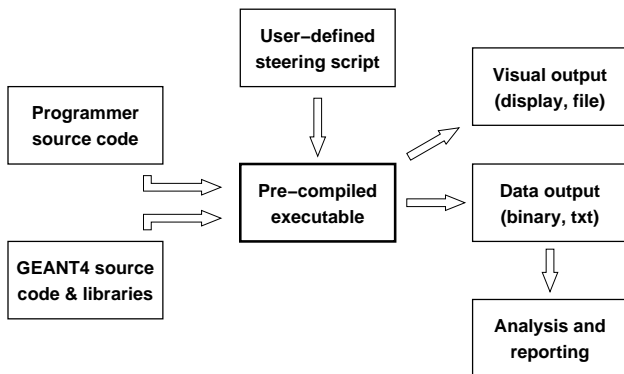 User-defined
steering script
Visual output
(display, file)
Programmer
source code
Pre-compiled
executable
Data output
(binary, txt)
GEANT4 source
code & libraries
Analysis and
reporting